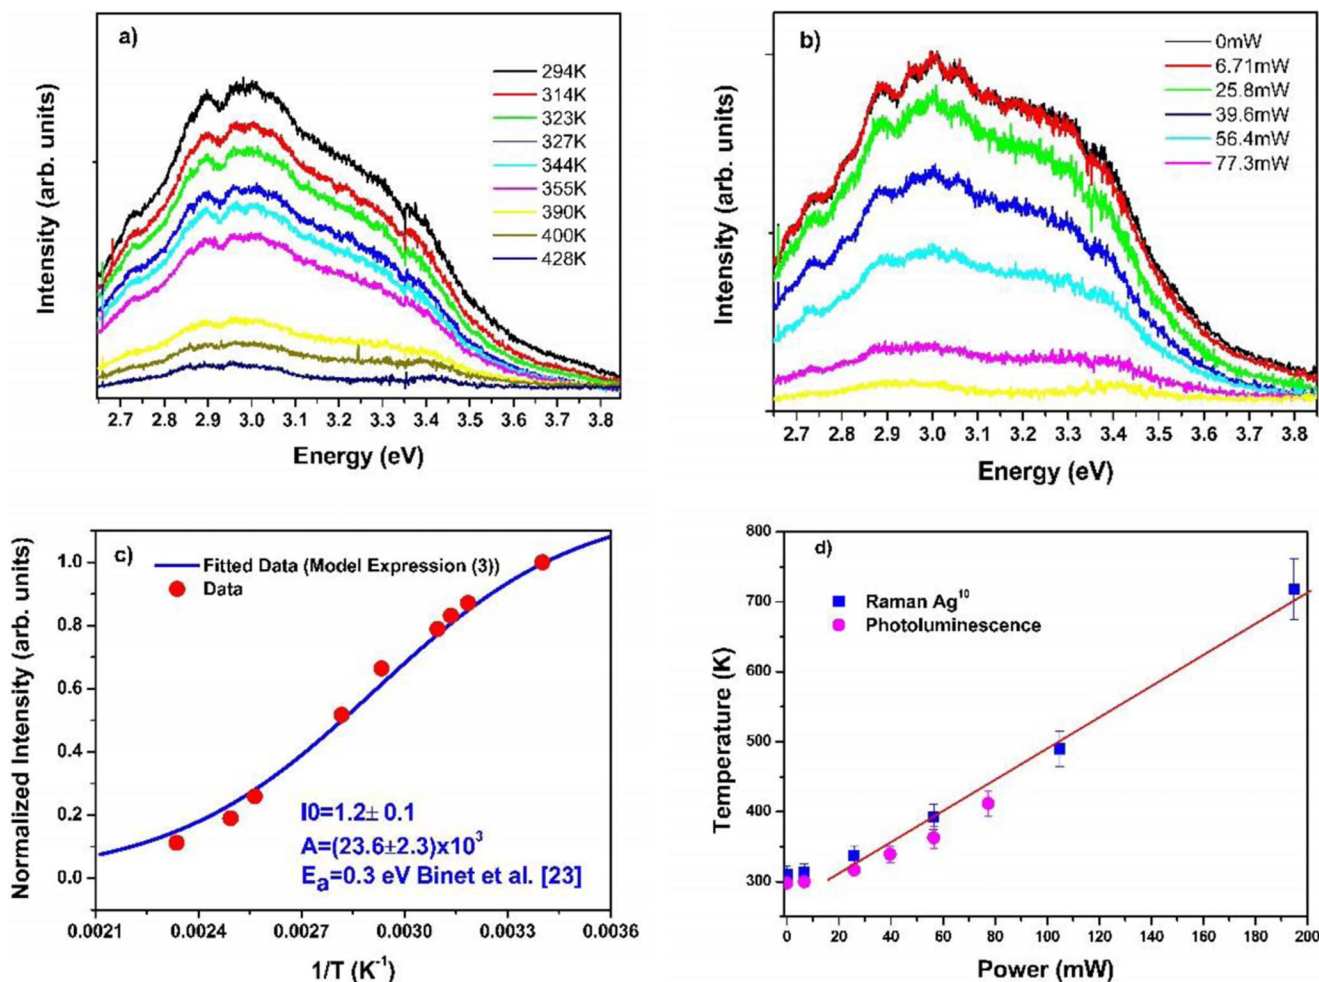 a)
294K
314K
323K
327K
344K
355K
390K
400K
428K
Intensity (arb. units)
2.7 2.8 2.9 3.0 3.1 3.2 3.3 3.4 3.5 3.6 3.7 3.8
Energy (eV)
b)
0mW
6.71mW
25.8mW
39.6mW
56.4mW
77.3mW
Intensity (arb. units)
2.7 2.8 2.9 3.0 3.1 3.2 3.3 3.4 3.5 3.6 3.7 3.8
Energy (eV)
c)
Fitted Data (Model Expression (3))
Data
Normalized Intensity (arb. units)
1.0
0.8
0.6
0.4
0.2
0.0
I0=1.2± 0.1
A=(23.6±2.3)x10³
Eₐ=0.3 eV Binet et al. [23]
0.0021 0.0024 0.0027 0.0030 0.0033 0.0036
1/T (K⁻¹)
d)
Raman Ag¹⁰
Photoluminescence
Temperature (K)
800
700
600
500
400
300
0 20 40 60 80 100 120 140 160 180 200
Power (mW)